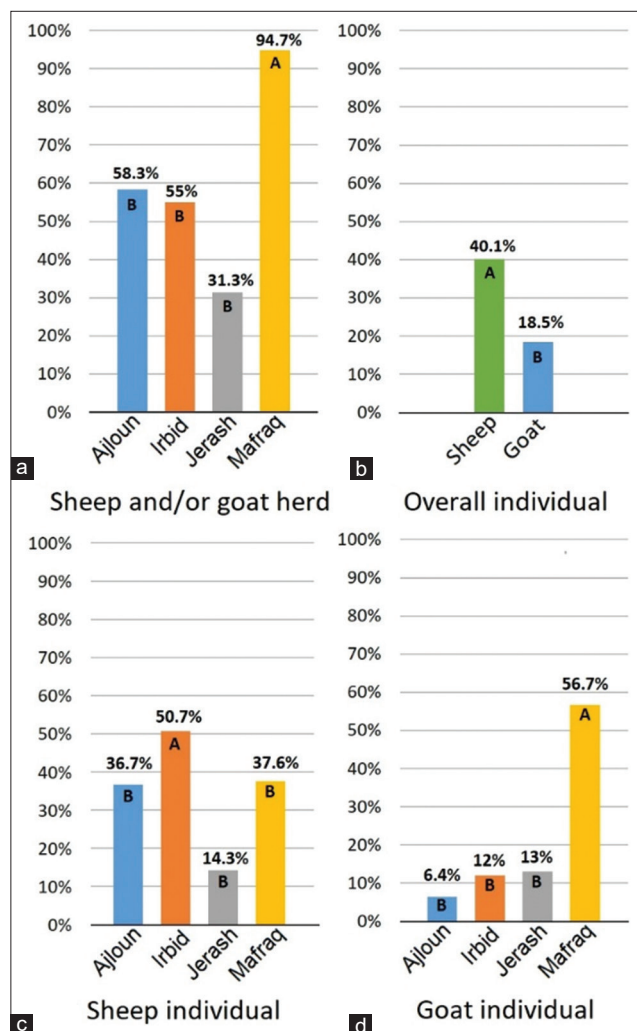 100%
90%
80%
70%
60%
50%
40%
30%
20%
10%
0%
58.3%
B
55%
B
31.3%
B
94.7%
A
Ajloun
Irbid
Jerash
Mafraq
a
Sheep and/or goat herd
100%
90%
80%
70%
60%
50%
40%
30%
20%
10%
0%
40.1%
A
18.5%
B
Sheep
Goat
b
Overall individual
100%
90%
80%
70%
60%
50%
40%
30%
20%
10%
0%
36.7%
B
50.7%
A
14.3%
B
37.6%
B
Ajloun
Irbid
Jerash
Mafraq
c
Sheep individual
100%
90%
80%
70%
60%
50%
40%
30%
20%
10%
0%
6.4%
B
12%
B
13%
B
56.7%
A
Ajloun
Irbid
Jerash
Mafraq
d
Goat individual